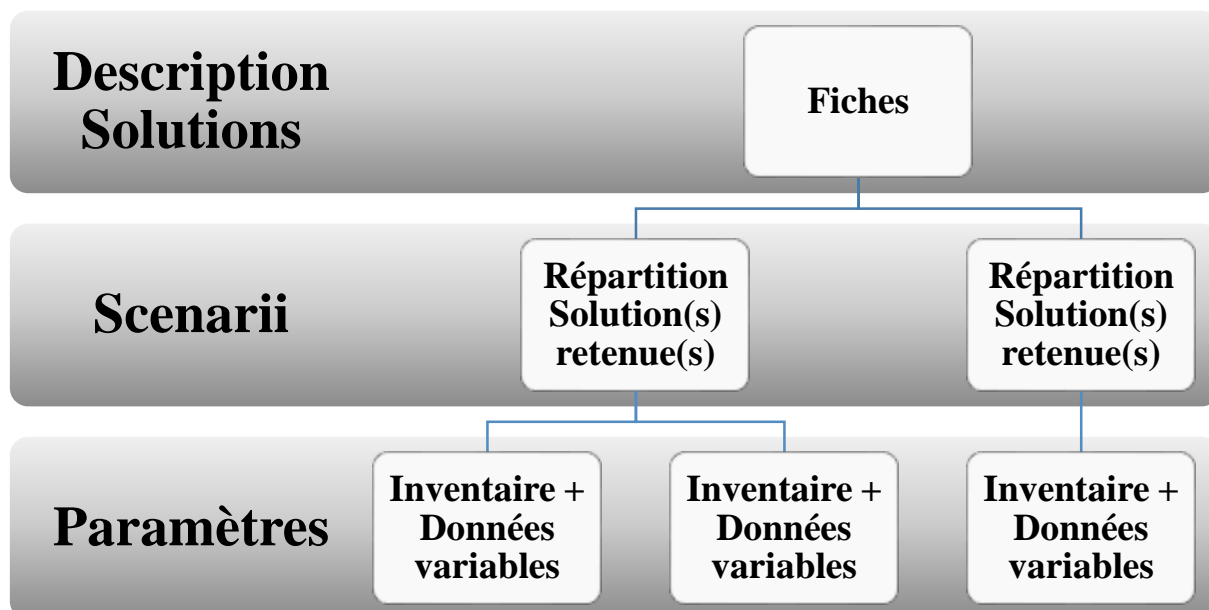 Description
Solutions
Fiches
Scenarii
Répartition
Solution(s)
retenue(s)
Répartition
Solution(s)
retenue(s)
Paramètres
Inventaire +
Données
variables
Inventaire +
Données
variables
Inventaire +
Données
variables